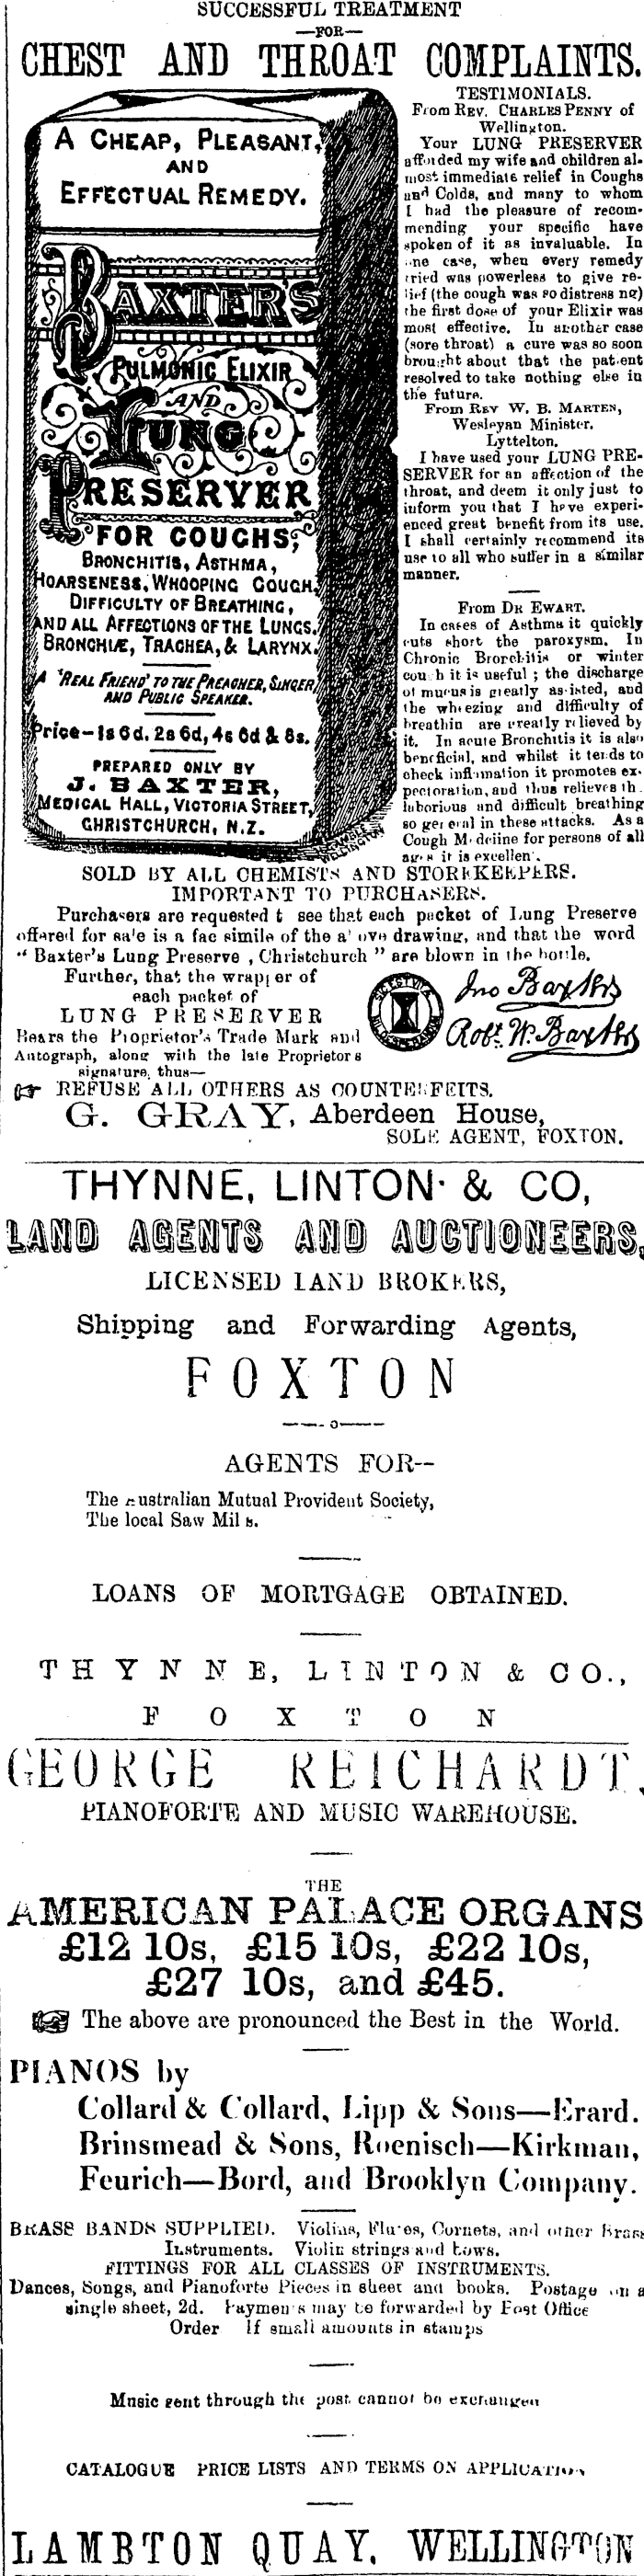 SUCCESSFUL TREATMENT
—FOR—
CHEST AND THROAT COMPLAINTS.
A CHEAP, PLEASANT,
AND
EFFECTUAL REMEDY.
BAXTER'S
PULMONIC ELIXIR
AND
LUNG
PRESERVER
FOR COUGHS,
BRONCHITIS, ASTHMA,
HOARSENESS, WHOOPING COUGH,
DIFFICULTY OF BREATHING,
AND ALL AFFECTIONS OF THE LUNGS.
BRONCHIÆ, TRACHEA, & LARYNX.
A 'REAL FRIEND' TO THE PREACHER, SINGER,
AND PUBLIC SPEAKER.
Price—1s 6d. 2s 6d, 4s 6d & 8s.
PREPARED ONLY BY
J. BAXTER,
MEDICAL HALL, VICTORIA STREET,
CHRISTCHURCH, N.Z.
TESTIMONIALS.
From REV. CHARLES PENNY of
Wellington.
Your LUNG PRESERVER
afforded my wife and children al-
most immediate relief in Coughs
and Colds, and many to whom
I had the pleasure of recom-
mending your specific have
spoken of it as invaluable. In
one case, when every remedy
tried was powerless to give re-
lief (the cough was so distress ng)
the first dose of your Elixir was
most effective. In another case
(sore throat) a cure was so soon
brought about that the patient
resolved to take nothing else in
the future.
From REV W. B. MARTEN,
Wesleyan Minister.
Lyttelton.
I have used your LUNG PRE-
SERVER for an affection of the
throat, and deem it only just to
inform you that I have experi-
enced great benefit from its use.
I shall certainly recommend its
use to all who suffer in a similar
manner.
From DR EWART.
In cases of Asthma it quickly
cuts short the paroxysm. In
Chronic Bronchitis or winter
cou h it is useful ; the discharge
of mucus is greatly assisted, and
the wheezing and difficulty of
breathin are greatly relieved by
it. In acute Bronchitis it is also
beneficial, and whilst it tends to
check inflamation it promotes ex-
pectoration, and thus relieves th
laborious and difficult breathing
so general in these attacks. As a
Cough Medicine for persons of all
ages it is excellen .
SOLD BY ALL CHEMISTS AND STOREKEEPERS.
IMPORTANT TO PURCHASERS.
Purchasers are requested t see that each packet of Lung Preserve
offered for sale is a fac simile of the a ove drawing, and that the word
" Baxter's Lung Preserve , Christchurch " are blown in the bottle.
Further, that the wrapper of
each packet of
LUNG PRESERVER
Bears the Proprietor's Trade Mark and
Autograph, along with the late Proprietors
signature, thus—
Jno Baxter
Robt. W. Baxter
REFUSE ALL OTHERS AS COUNTERFEITS.
G. GRAY, Aberdeen House,
SOLE AGENT, FOXTON.
THYNNE, LINTON & CO,
LAND AGENTS AND AUCTIONEERS,
LICENSED LAND BROKERS,
Shipping and Forwarding Agents,
FOXTON
——o——
AGENTS FOR—
The Australian Mutual Provident Society,
The local Saw Mil s.
LOANS OF MORTGAGE OBTAINED.
THYNNE, LINTON & CO.,
FOXTON
GEORGE REICHARDT,
PIANOFORTE AND MUSIC WAREHOUSE.
THE
AMERICAN PALACE ORGANS
£12 10s, £15 10s, £22 10s,
£27 10s, and £45.
The above are pronounced the Best in the World.
PIANOS by
Collard & Collard, Lipp & Sons—Erard.
Brinsmead & Sons, Roenisch—Kirkman,
Feurich—Bord, and Brooklyn Company.
BRASS BANDS SUPPLIED. Violins, Flutes, Cornets, and other Brass
Instruments. Violin strings and bows.
FITTINGS FOR ALL CLASSES OF INSTRUMENTS.
Dances, Songs, and Pianoforte Pieces in sheet and books. Postage on a
single sheet, 2d. Paymen s may be forwarded by Post Office
Order If small amounts in stamps
Music sent through the post cannot be exchanged
CATALOGUE PRICE LISTS AND TERMS ON APPLICATION
LAMBTON QUAY, WELLINGTON